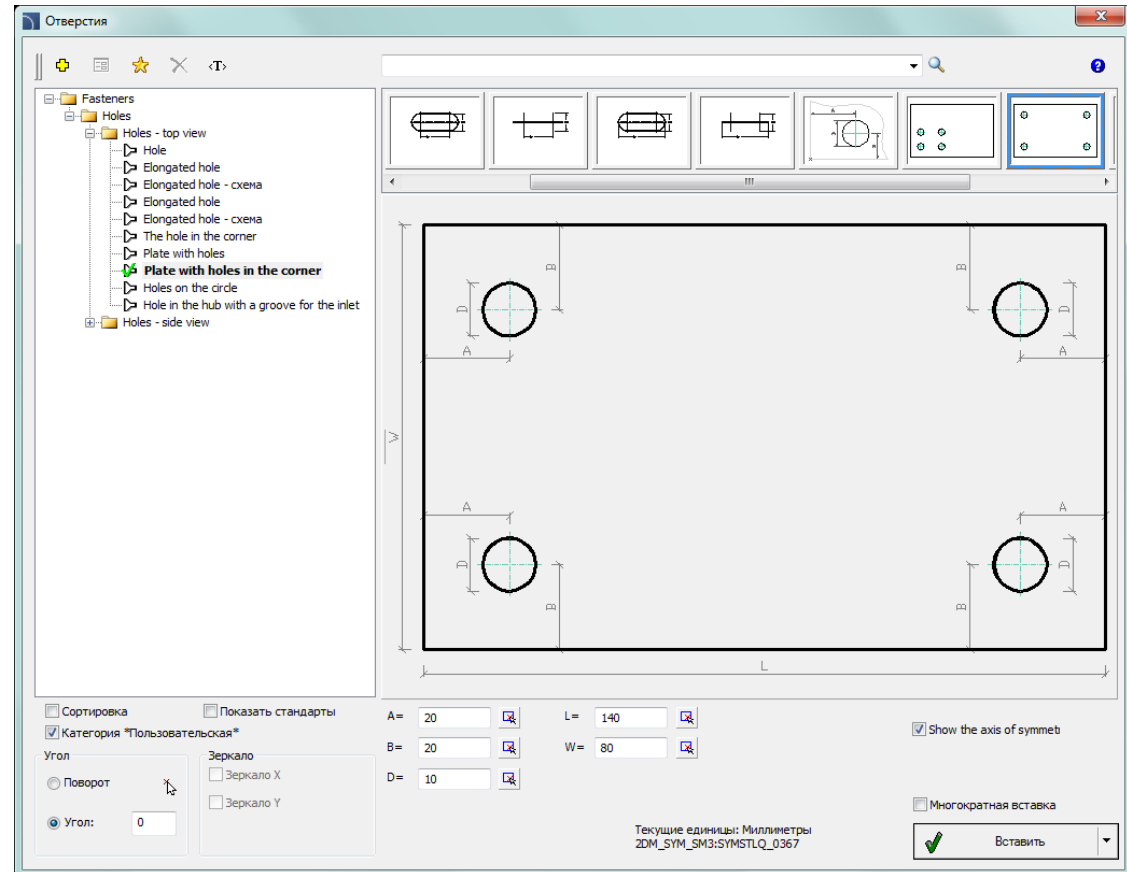 Отверстия
<T>
Fasteners
Holes
Holes - top view
Hole
Elongated hole
Elongated hole - схема
Elongated hole
Elongated hole - схема
The hole in the corner
Plate with holes
Plate with holes in the corner
Holes on the circle
Hole in the hub with a groove for the inlet
Holes - side view
B
B
D
D
A
A
W
A
A
D
D
B
B
L
Сортировка
Показать стандарты
Категория *Пользовательская*
Угол
Поворот
Угол: 0
Зеркало
Зеркало X
Зеркало Y
A= 20
L= 140
B= 20
W= 80
D= 10
Show the axis of symmet
Многократная вставка
Текущие единицы: Миллиметры
2DM_SYM_SM3:SYMSTLQ_0367
Вставить